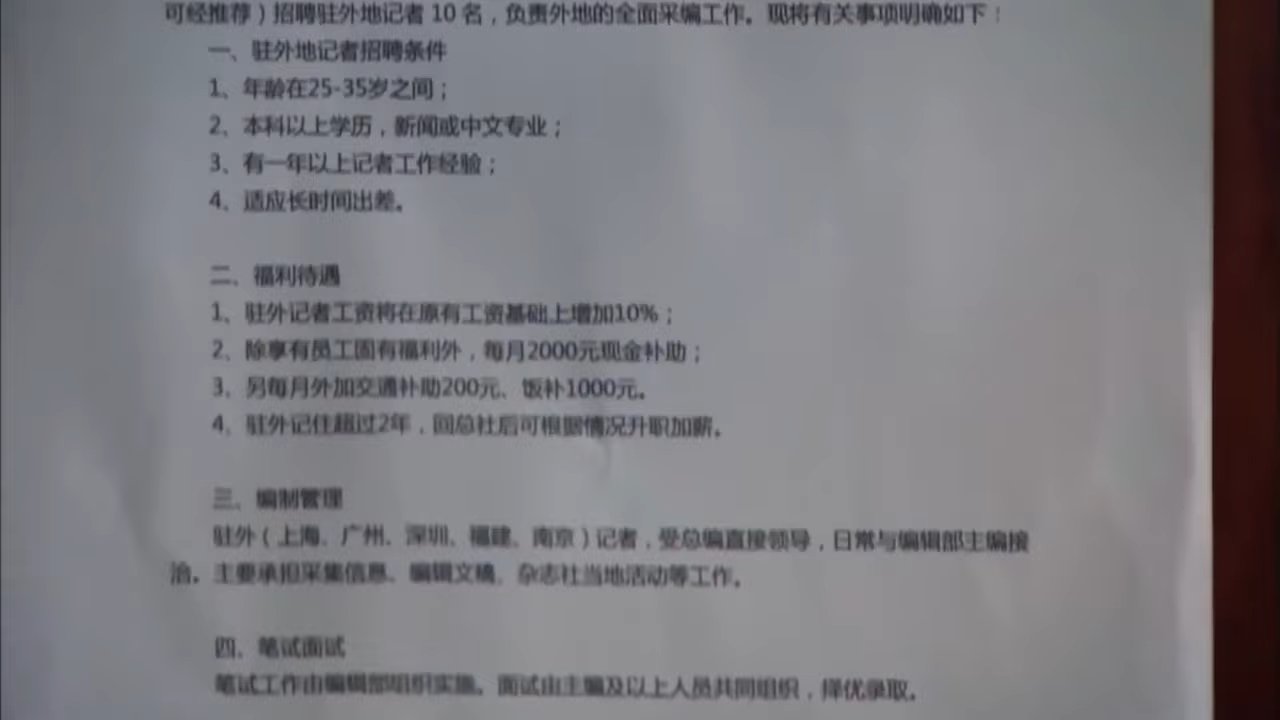 可经推荐）招聘驻外地记者 10 名，负责外地的全面采编工作。现将有关事项明确如下：
一、驻外地记者招聘条件
1、年龄在25-35岁之间；
2、本科以上学历，新闻或中文专业；
3、有一年以上记者工作经验；
4、适应长时间出差。
二、福利待遇
1、驻外记者工资将在原有工资基础上增加10%；
2、除享有员工固有福利外，每月2000元现金补助；
3、另每月外加交通补助200元、饭补1000元。
4、驻外记住超过2年，回总社后可根据情况升职加薪。
三、编制管理
驻外（上海、广州、深圳、福建、南京）记者，受总编直接领导，日常与编辑部主编接
洽。主要承担采集信息、编辑文稿、杂志社当地活动等工作。
四、笔试面试
笔试工作由编辑部组织实施。面试由主编及以上人员共同组织，择优录取。